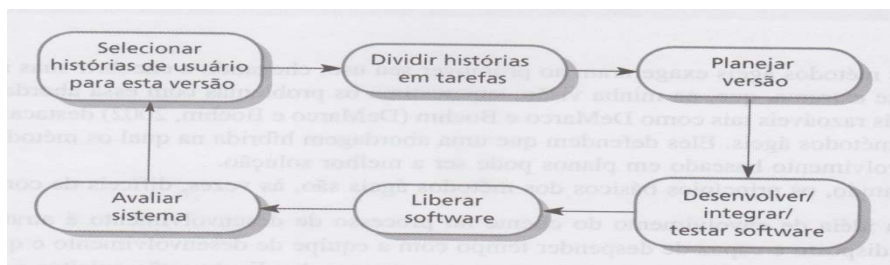 Selecionar
histórias de usuário
para esta versão
Dividir histórias
em tarefas
Planejar
versão
Desenvolver/
integrar/
testar software
Liberar
software
Avaliar
sistema